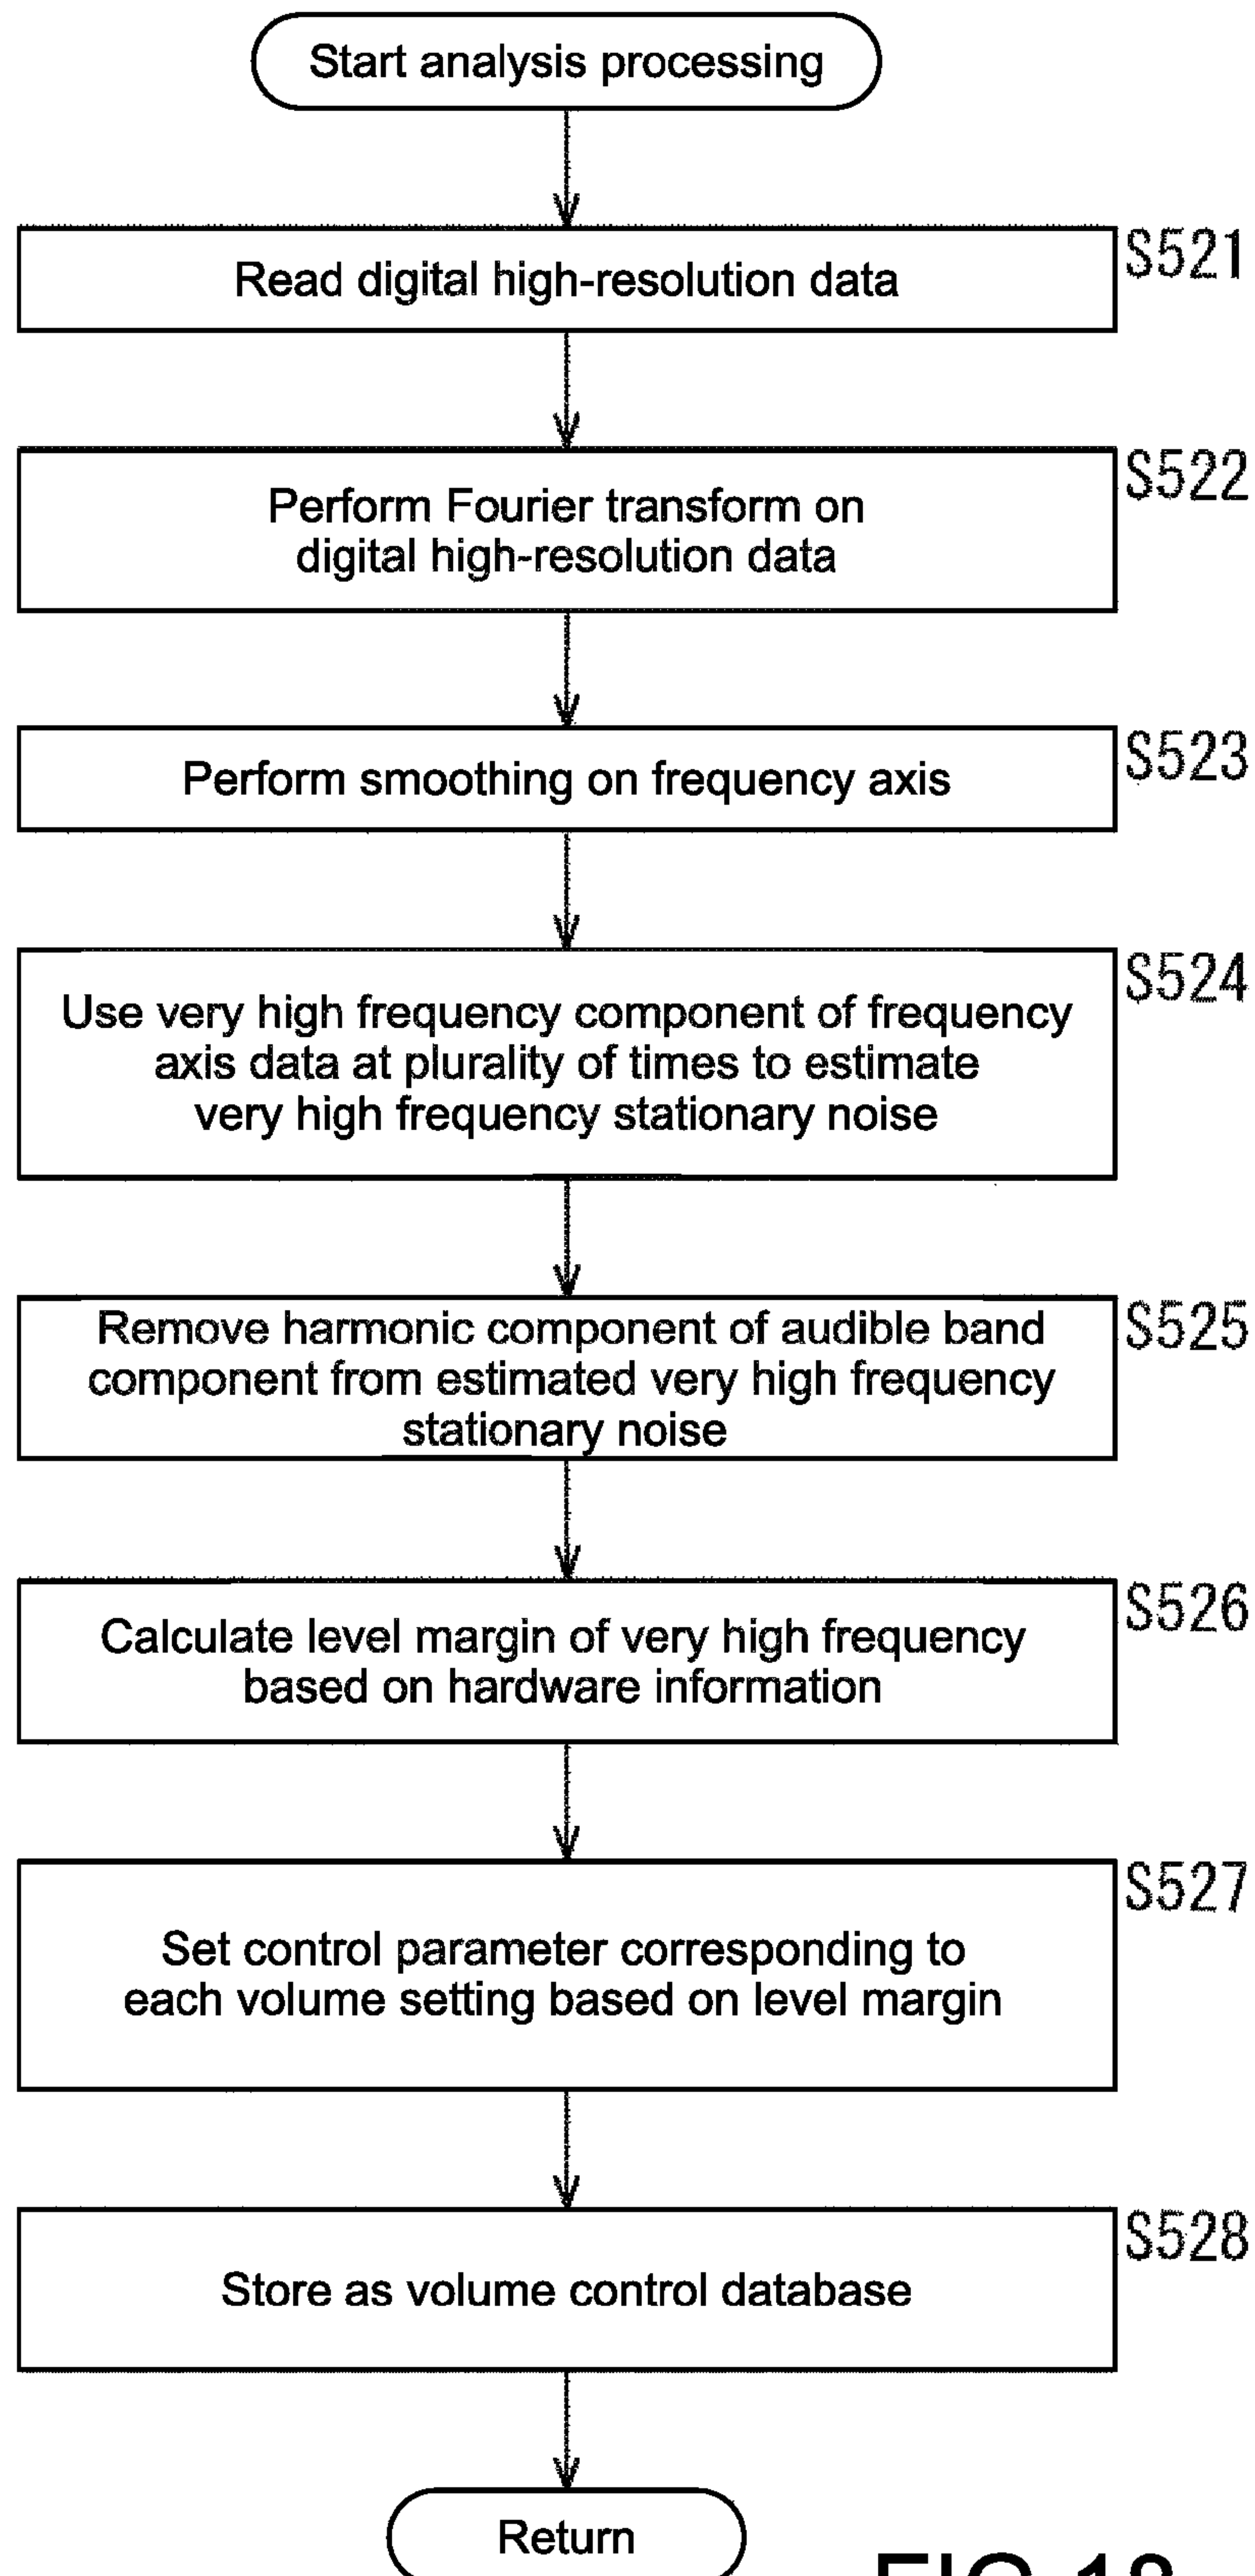 Start analysis processing
S521
Read digital high-resolution data
S522
Perform Fourier transform on
digital high-resolution data
S523
Perform smoothing on frequency axis
S524
Use very high frequency component of frequency
axis data at plurality of times to estimate
very high frequency stationary noise
S525
Remove harmonic component of audible band
component from estimated very high frequency
stationary noise
S526
Calculate level margin of very high frequency
based on hardware information
S527
Set control parameter corresponding to
each volume setting based on level margin
S528
Store as volume control database
Return